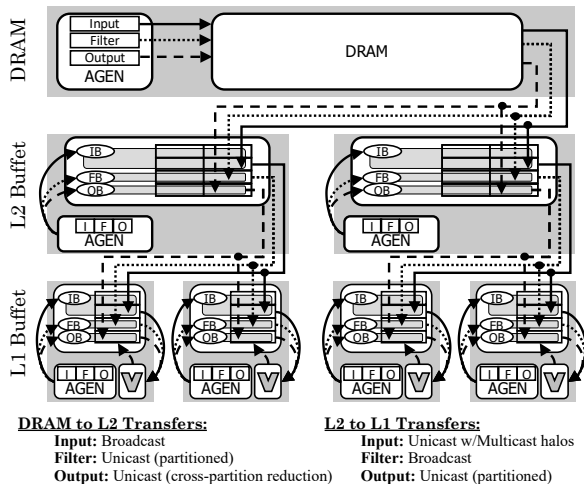 DRAM
Input
Filter
Output
AGEN
DRAM
L2 Buffet
IB
FB
OB
I F O
AGEN
IB
FB
OB
I F O
AGEN
L1 Buffet
IB
FB
OB
I F O
AGEN
IB
FB
OB
I F O
AGEN
IB
FB
OB
I F O
AGEN
IB
FB
OB
I F O
AGEN
DRAM to L2 Transfers:
Input: Broadcast
Filter: Unicast (partitioned)
Output: Unicast (cross-partition reduction)
L2 to L1 Transfers:
Input: Unicast w/Multicast halos
Filter: Broadcast
Output: Unicast (partitioned)